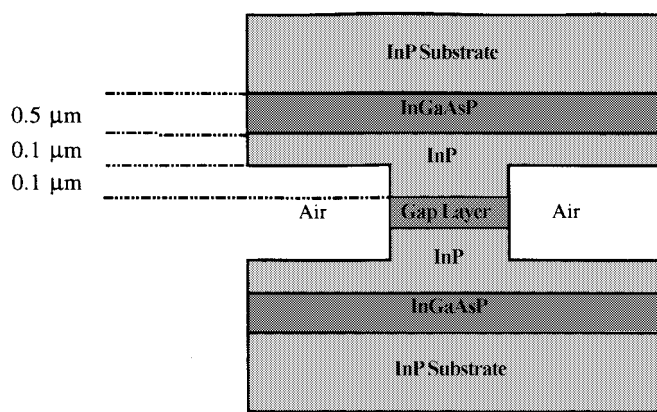 InP Substrate
0.5 μm
InGaAsP
0.1 μm
InP
0.1 μm
Air
Gap Layer
Air
InP
InGaAsP
InP Substrate